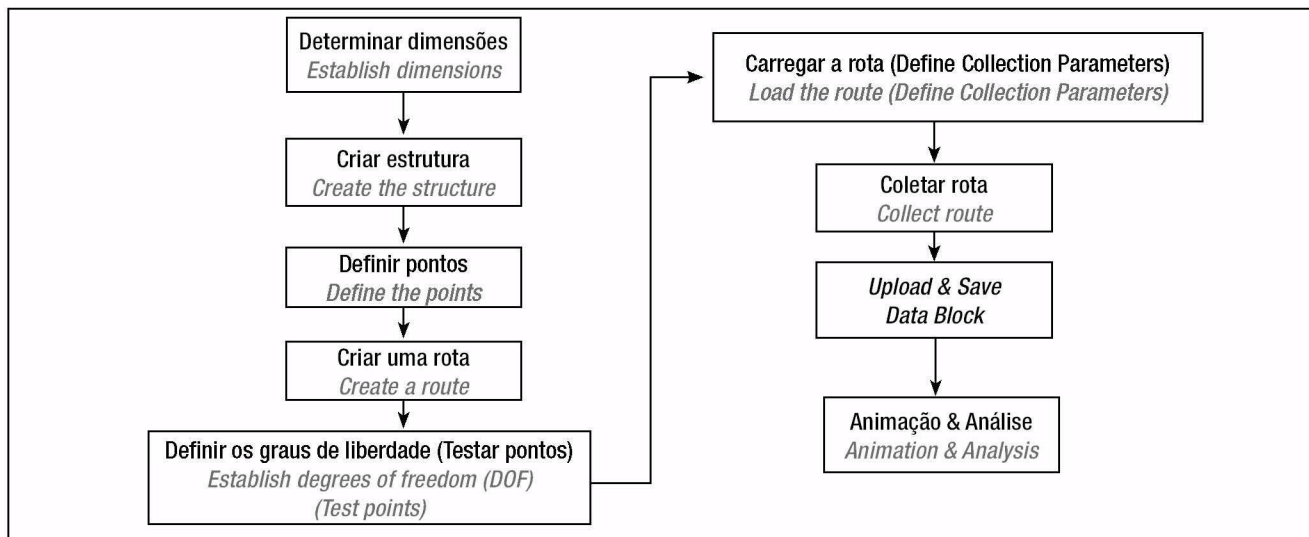 Determinar dimensões
Establish dimensions
Criar estrutura
Create the structure
Definir pontos
Define the points
Criar uma rota
Create a route
Definir os graus de liberdade (Testar pontos)
Establish degrees of freedom (DOF)
(Test points)
Carregar a rota (Define Collection Parameters)
Load the route (Define Collection Parameters)
Coletar rota
Collect route
Upload & Save
Data Block
Animação & Análise
Animation & Analysis